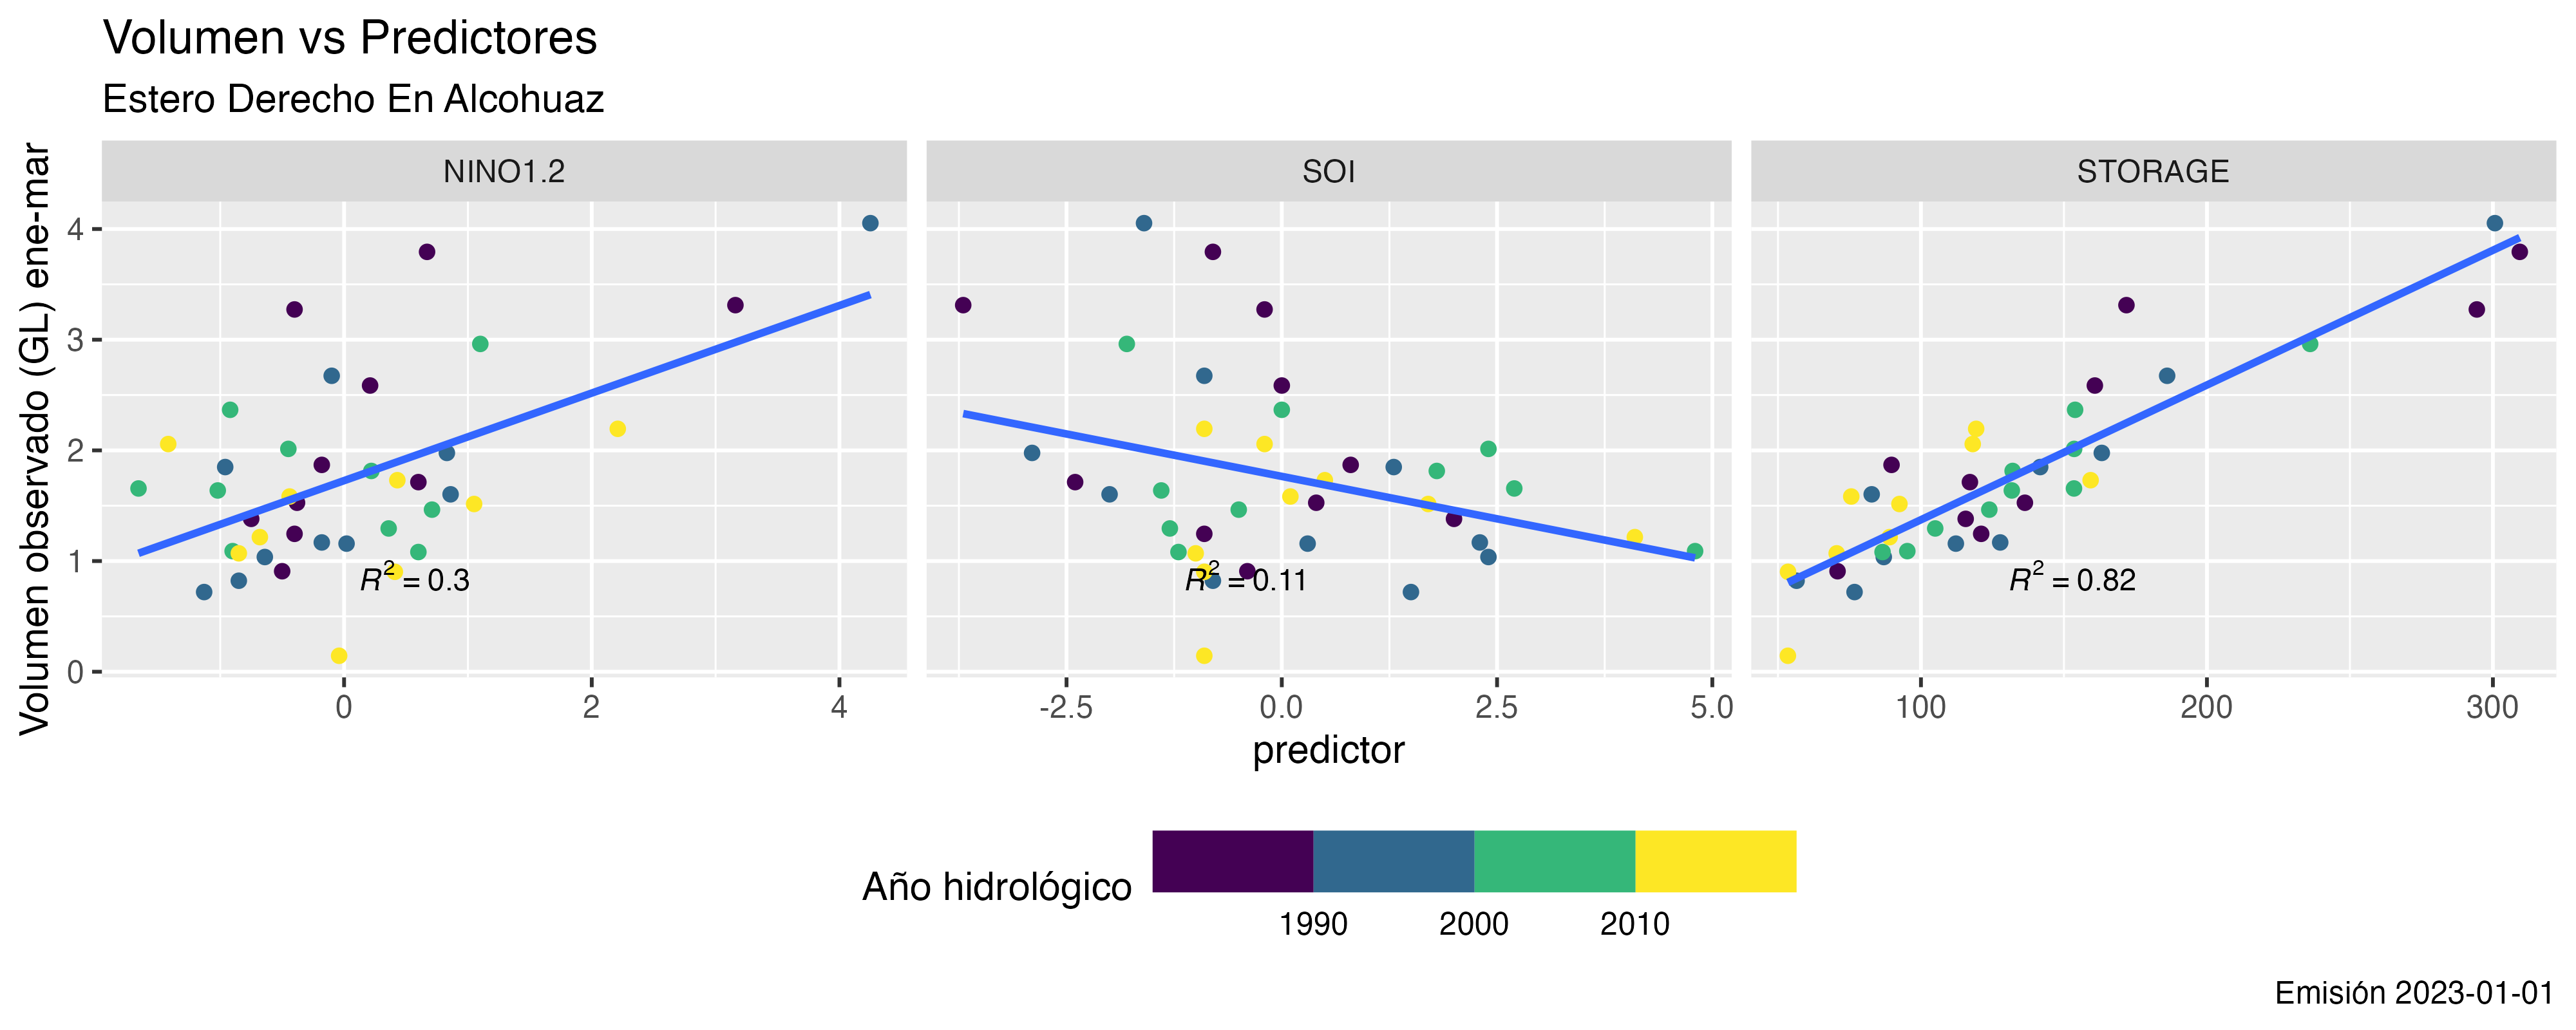 Volumen vs Predictores
Estero Derecho En Alcohuaz
NINO1.2 SOI STORAGE
Volumen observado (GL) ene-mar
4
3
2
1
0
R² = 0.3 R² = 0.11 R² = 0.82
0 2 4 -2.5 0.0 2.5 5.0 100 200 300
predictor
Año hidrológico
1990 2000 2010
Emisión 2023-01-01